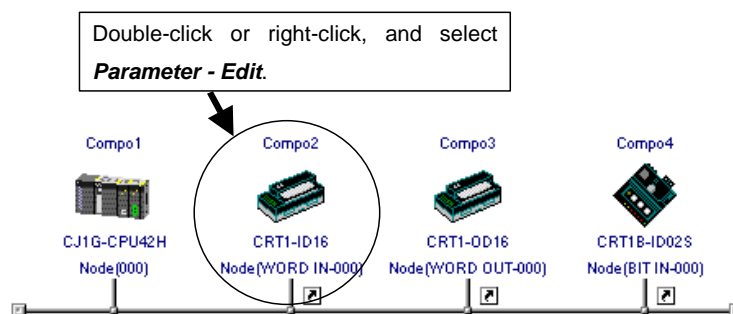 Double-click or right-click, and select
Parameter - Edit.
Compo1 Compo2 Compo3 Compo4
CJ1G-CPU42H CRT1-ID16 CRT1-OD16 CRT1B-ID02S
Node(000) Node(WORD IN-000) Node(WORD OUT-000) Node(BIT IN-000)